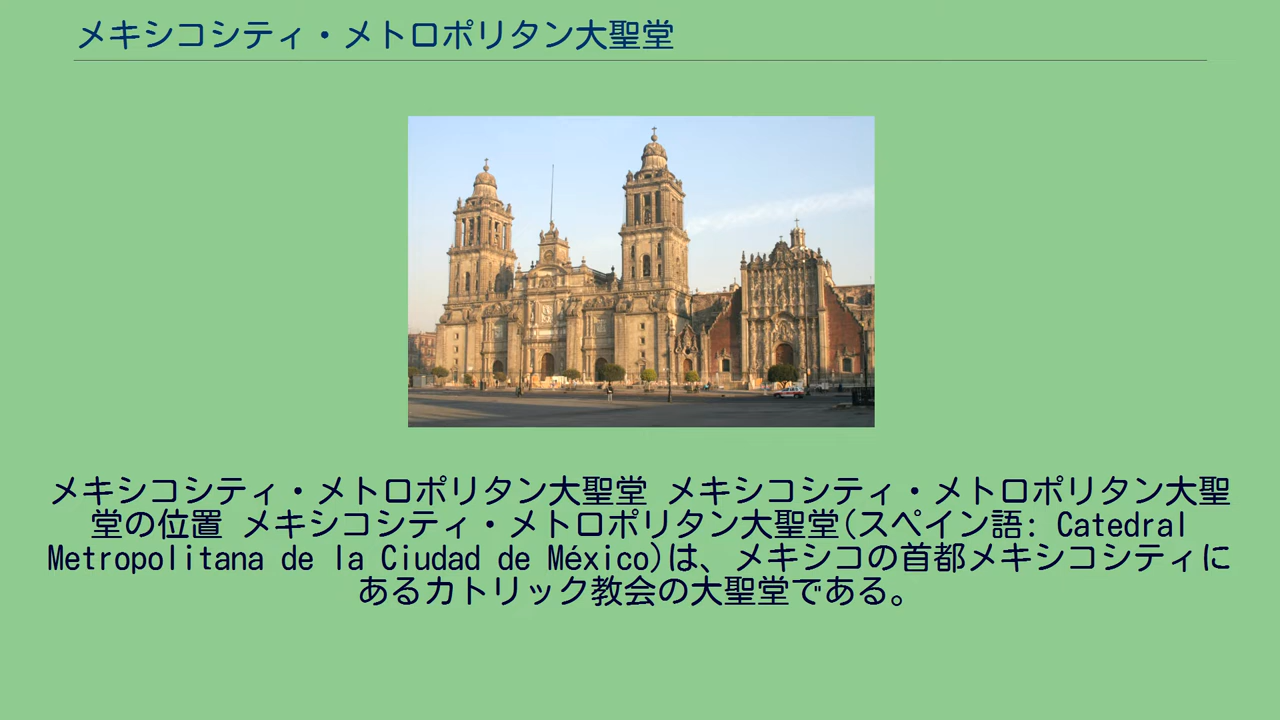 メキシコシティ・メトロポリタン大聖堂
メキシコシティ・メトロポリタン大聖堂 メキシコシティ・メトロポリタン大聖
堂の位置 メキシコシティ・メトロポリタン大聖堂(スペイン語: Catedral
Metropolitana de la Ciudad de México)は、メキシコの首都メキシコシティに
あるカトリック教会の大聖堂である。